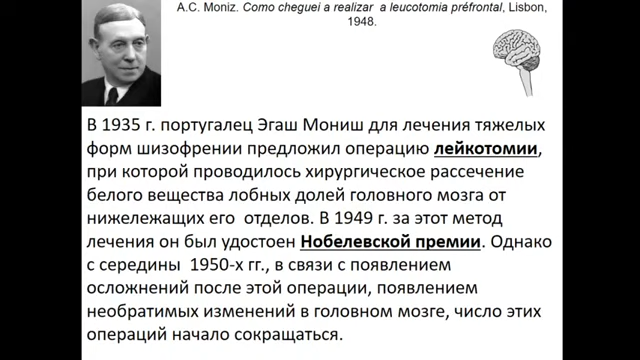 A.C. Moniz. Como cheguei a realizar a leucotomia préfrontal, Lisbon,
1948.
В 1935 г. португалец Эгаш Мониш для лечения тяжелых
форм шизофрении предложил операцию лейкотомии,
при которой проводилось хирургическое рассечение
белого вещества лобных долей головного мозга от
нижележащих его отделов. В 1949 г. за этот метод
лечения он был удостоен Нобелевской премии. Однако
с середины 1950-х гг., в связи с появлением
осложнений после этой операции, появлением
необратимых изменений в головном мозге, число этих
операций начало сокращаться.